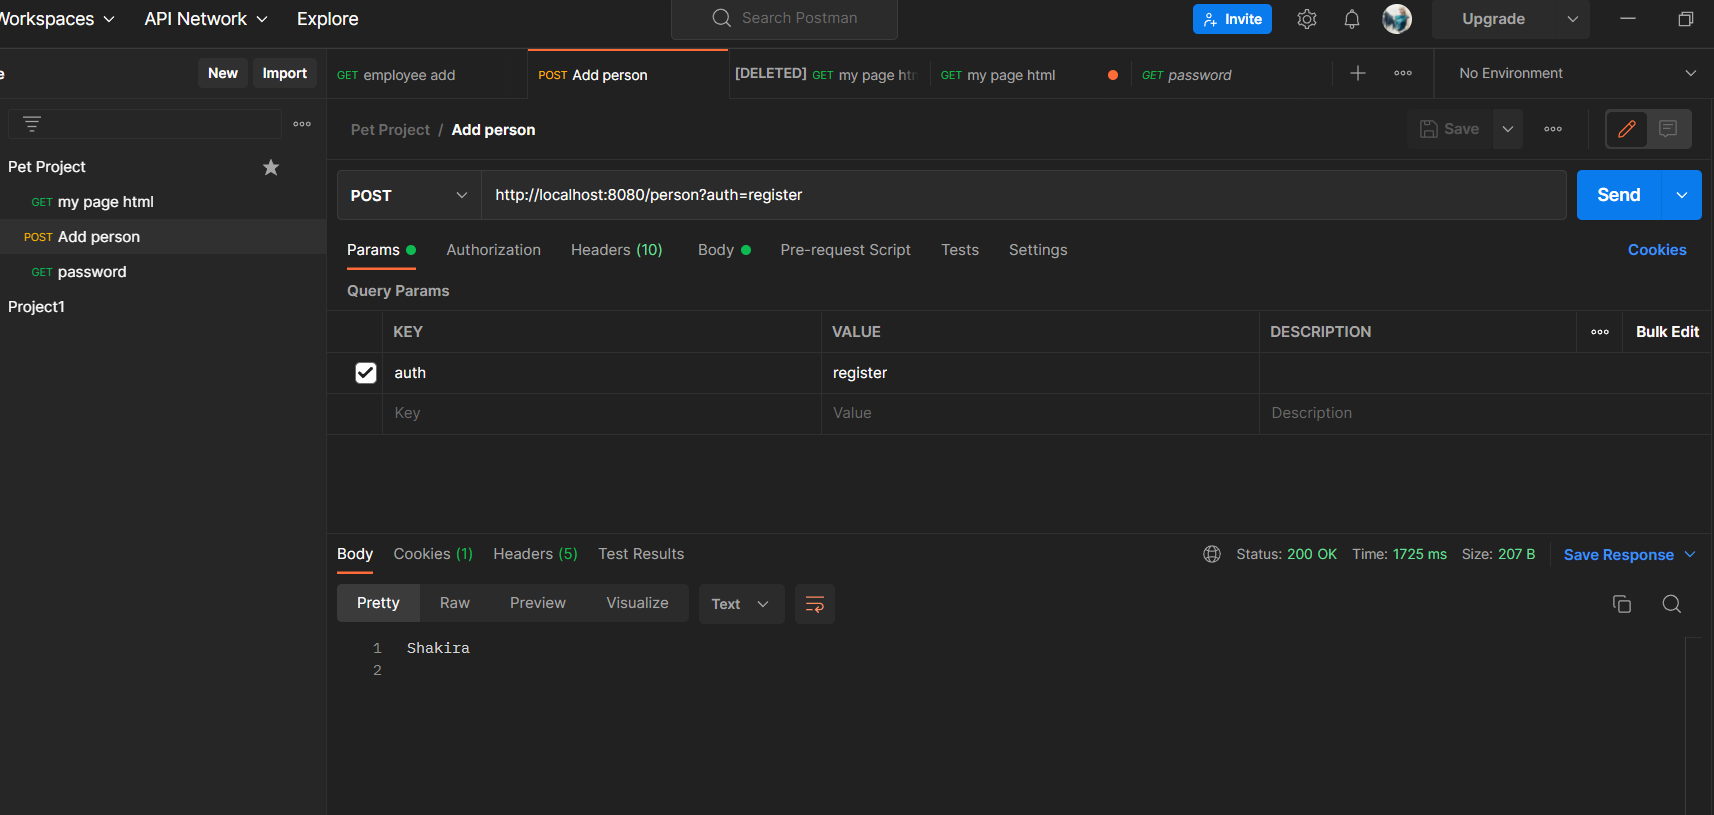 Workspaces API Network Explore Search Postman Invite Upgrade
e New Import GET employee add POST Add person [DELETED] GET my page htm GET my page html GET password No Environment
Pet Project / Add person Save
Pet Project
GET my page html
POST Add person
GET password
Project1
POST http://localhost:8080/person?auth=register Send
Params Authorization Headers (10) Body Pre-request Script Tests Settings Cookies
Query Params
KEY VALUE DESCRIPTION Bulk Edit
auth register
Key Value Description
Body Cookies (1) Headers (5) Test Results Status: 200 OK Time: 1725 ms Size: 207 B Save Response
Pretty Raw Preview Visualize Text
1 Shakira
2